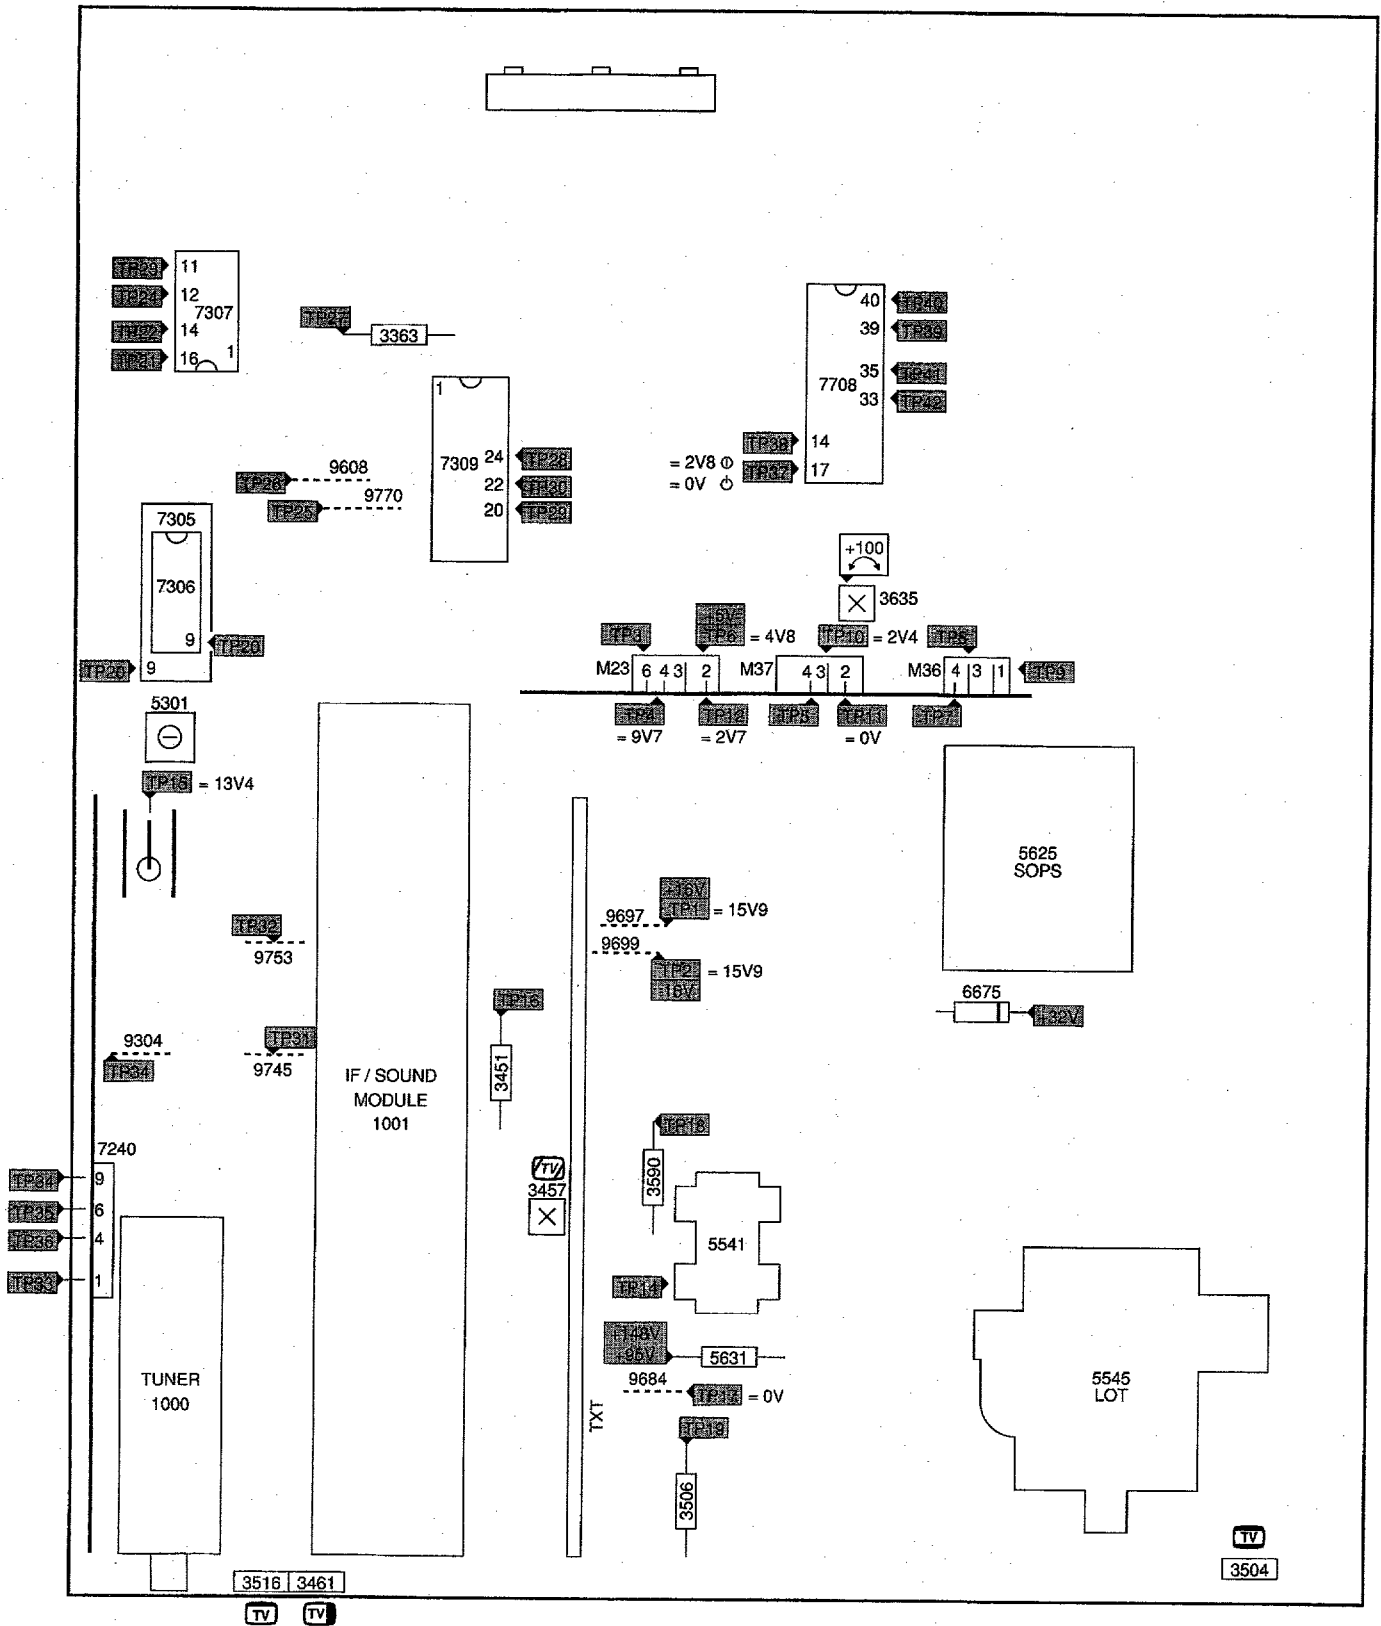 TP23 11
TP24 12
7307
TP22 14
TP21 16 1
TP27
3363
40 TP40
39 TP39
35 TP41
7708
33 TP42
TP38 14
= 2V8
TP37 17
= 0V
1
7309 24 TP28
22 TP30
20 TP29
TP26 9608
TP25 9770
7305
7306
9 TP20
TP20 9
+100
3635
+5V
TP3 TP6 = 4V8 TP10 = 2V4 TP8
M23 6 4 3 2 M37 4 3 2 M36 4 3 1 TP9
TP4 TP12 TP5 TP11 TP7
= 9V7 = 2V7 = 0V
5301
TP15 = 13V4
5625
SOPS
+16V
9697 TP1 = 15V9
9699
TP2 = 15V9
-16V
TP32
9753
TP16
6675
+32V
9304 TP31
TP34 9745
3451
IF / SOUND
MODULE
1001
TP18
3590
7240
TP34 9
TP35 6
TP36 4
TP33 1
TV
3457
5541
TP14
+148V
+95V 5631
9684 TP17 = 0V
TP19
TXT
3506
TUNER
1000
5545
LOT
TV
3504
3516 3461
TV TV